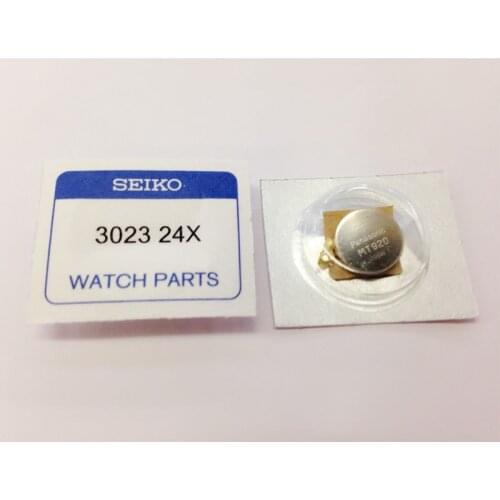 SEIKO
3023 24X
WATCH PARTS
Panasonic
MT920